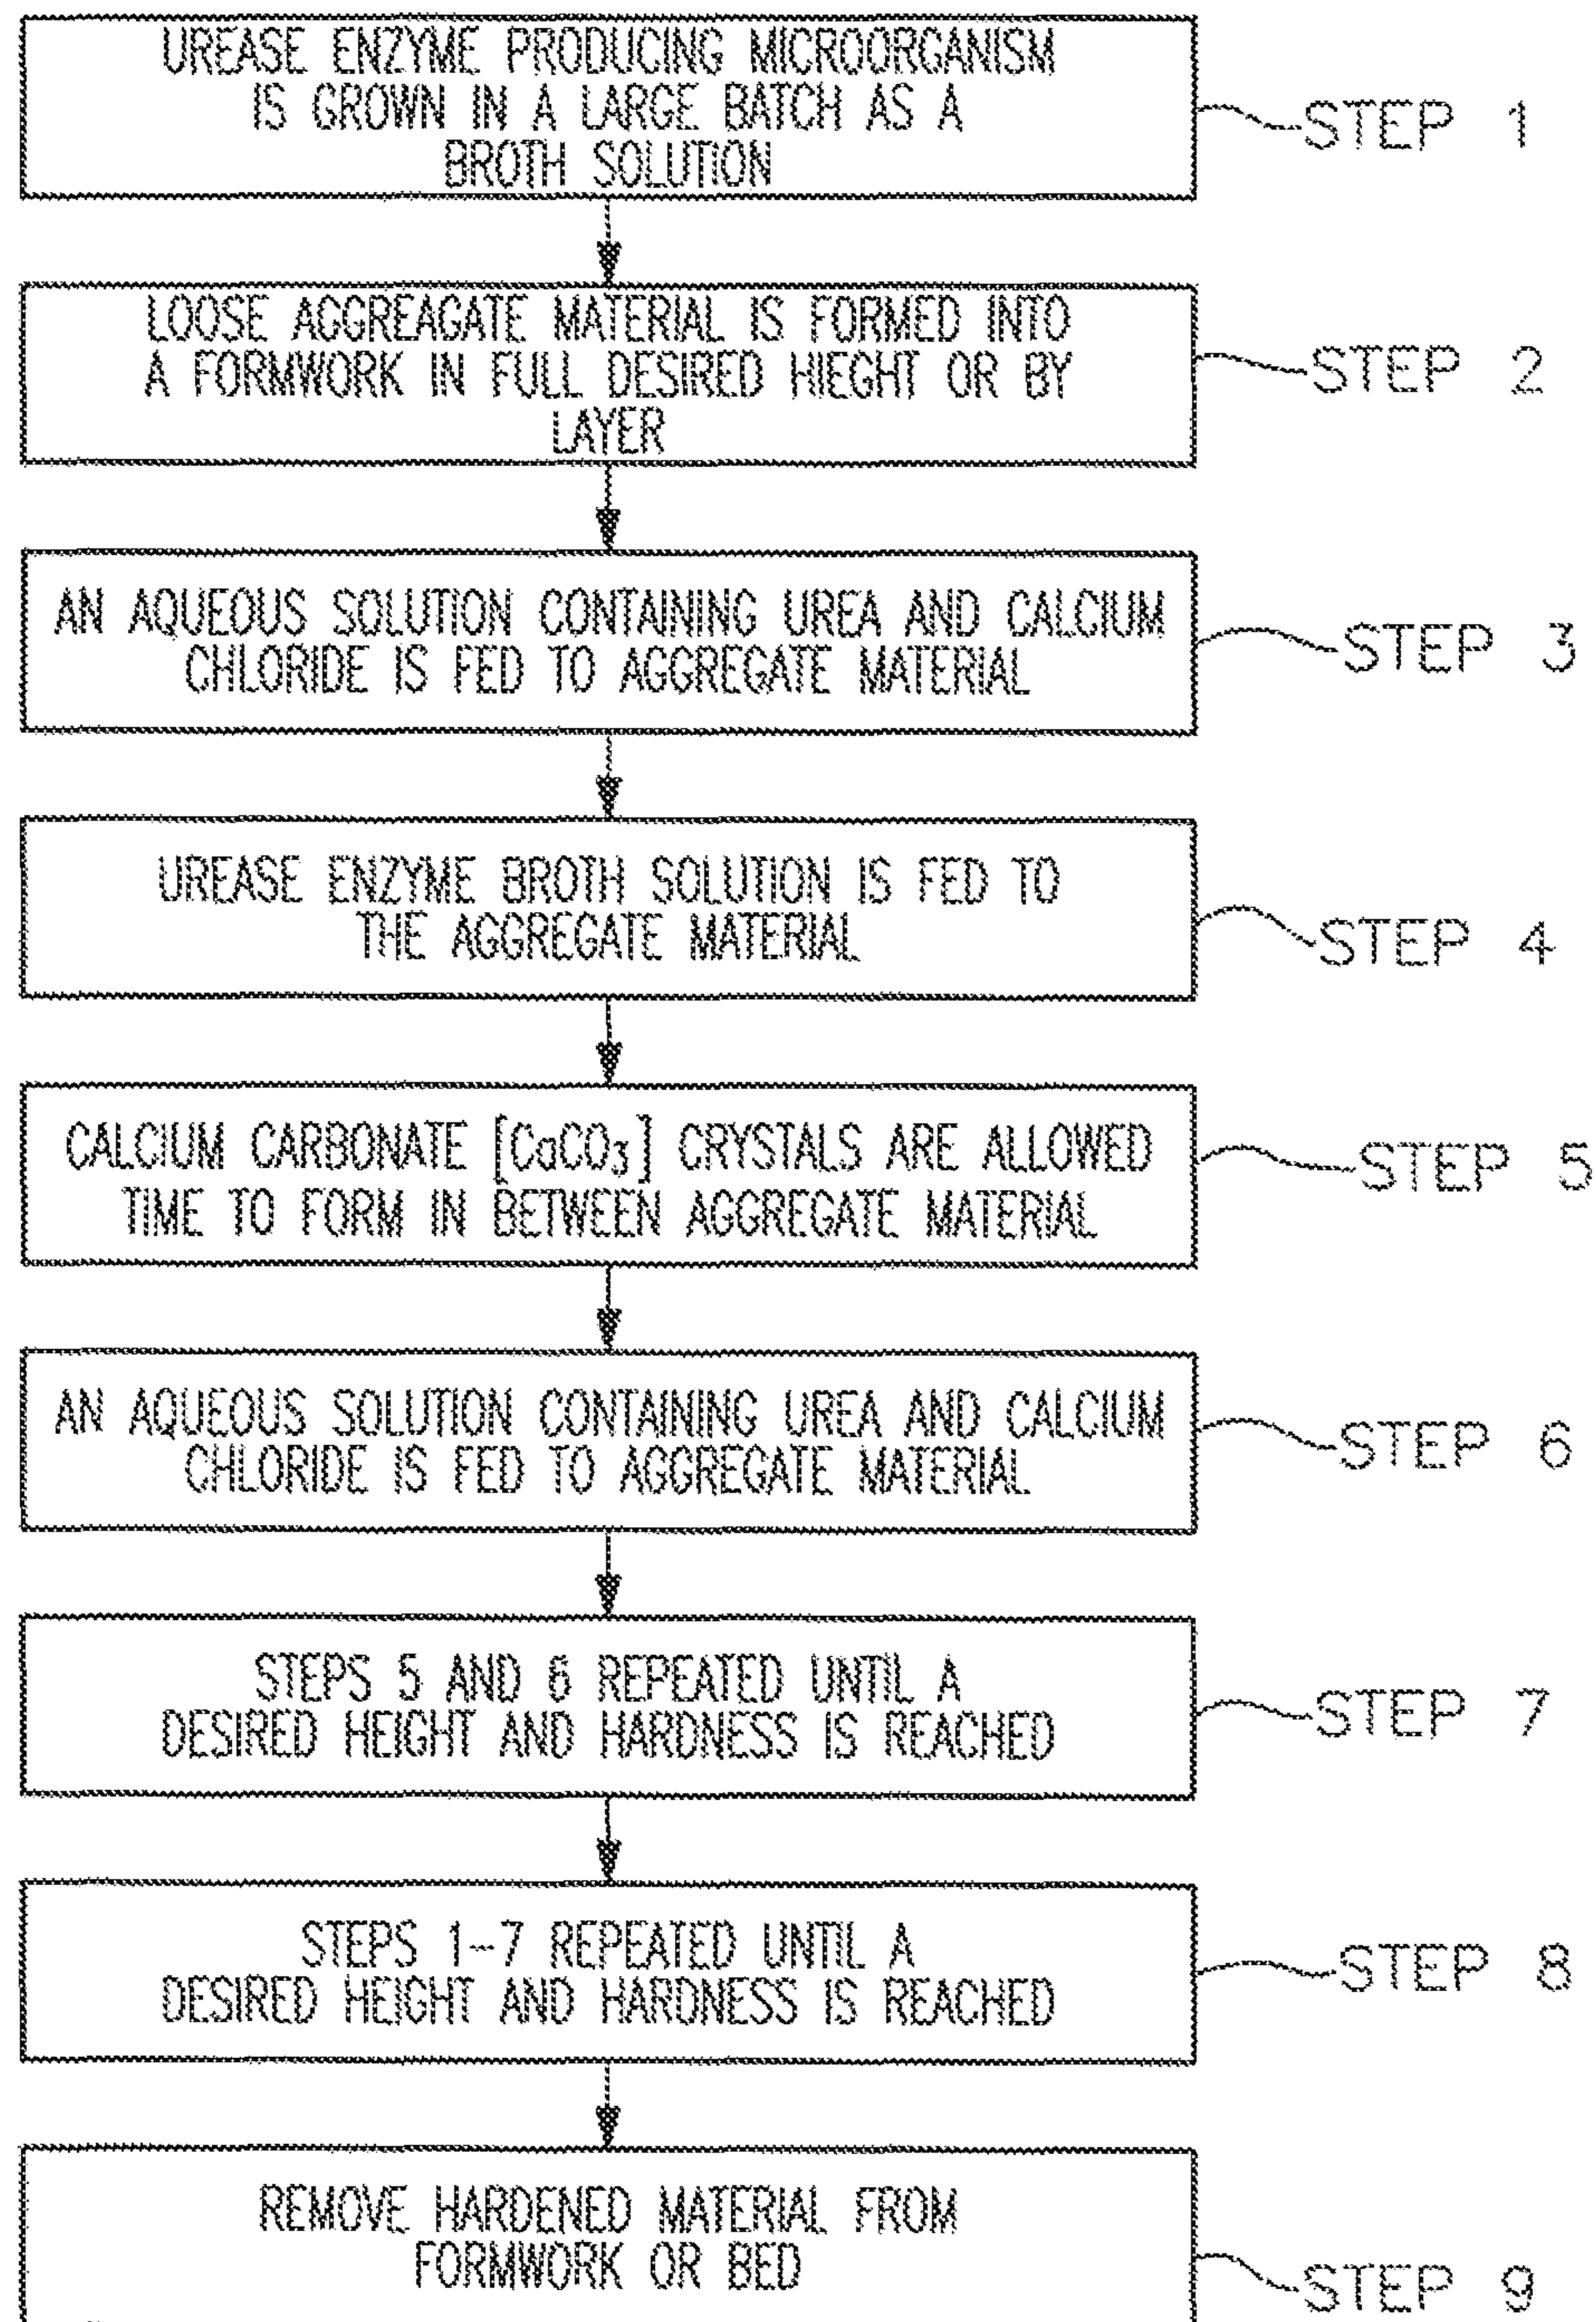 UREASE ENZYME PRODUCING MICROORGANISM
IS GROWN IN A LARGE BATCH AS A
BROTH SOLUTION
STEP 1
LOOSE AGGREAGATE MATERIAL IS FORMED INTO
A FORMWORK IN FULL DESIRED HIEGHT OR BY
LAYER
STEP 2
AN AQUEOUS SOLUTION CONTAINING UREA AND CALCIUM
CHLORIDE IS FED TO AGGREGATE MATERIAL
STEP 3
UREASE ENZYME BROTH SOLUTION IS FED TO
THE AGGREGATE MATERIAL
STEP 4
CALCIUM CARBONATE [CaCO₃] CRYSTALS ARE ALLOWED
TIME TO FORM IN BETWEEN AGGREGATE MATERIAL
STEP 5
AN AQUEOUS SOLUTION CONTAINING UREA AND CALCIUM
CHLORIDE IS FED TO AGGREGATE MATERIAL
STEP 6
STEPS 5 AND 6 REPEATED UNTIL A
DESIRED HEIGHT AND HARDNESS IS REACHED
STEP 7
STEPS 1-7 REPEATED UNTIL A
DESIRED HEIGHT AND HARDNESS IS REACHED
STEP 8
REMOVE HARDENED MATERIAL FROM
FORMWORK OR BED
STEP 9